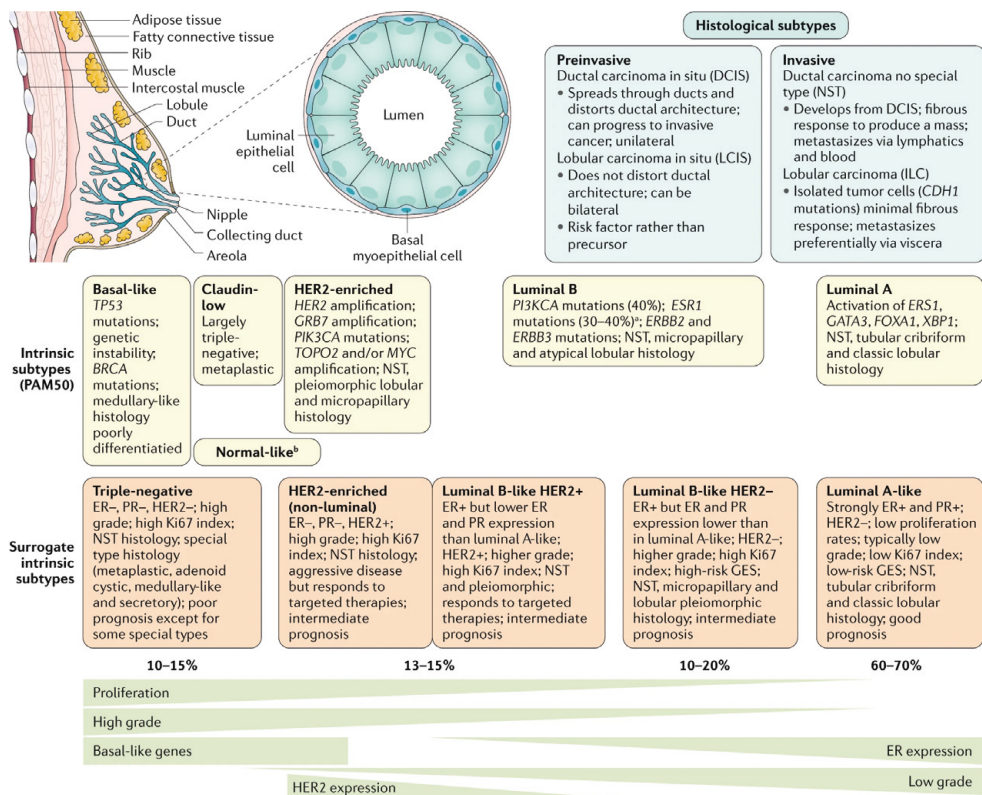 Adipose tissue
Fatty connective tissue
Rib
Muscle
Intercostal muscle
Lobule
Duct
Nipple
Collecting duct
Areola
Luminal
epithelial
cell
Lumen
Basal
myoepithelial cell
Histological subtypes
Preinvasive
Ductal carcinoma in situ (DCIS)
• Spreads through ducts and
distorts ductal architecture;
can progress to invasive
cancer; unilateral
Lobular carcinoma in situ (LCIS)
• Does not distort ductal
architecture; can be
bilateral
• Risk factor rather than
precursor
Invasive
Ductal carcinoma no special
type (NST)
• Develops from DCIS; fibrous
response to produce a mass;
metastasizes via lymphatics
and blood
Lobular carcinoma (ILC)
• Isolated tumor cells (CDH1
mutations) minimal fibrous
response; metastasizes
preferentially via viscera
Intrinsic
subtypes
(PAM50)
Basal-like
TP53
mutations;
genetic
instability;
BRCA
mutations;
medullary-like
histology
poorly
differentiatied
Claudin-
low
Largely
triple-
negative;
metaplastic
HER2-enriched
HER2 amplification;
GRB7 amplification;
PIK3CA mutations;
TOPO2 and/or MYC
amplification; NST,
pleiomorphic lobular
and micropapillary
histology
Luminal B
PI3KCA mutations (40%); ESR1
mutations (30–40%)ᵃ; ERBB2 and
ERBB3 mutations; NST, micropapillary
and atypical lobular histology
Luminal A
Activation of ERS1,
GATA3, FOXA1, XBP1;
NST, tubular cribriform
and classic lobular
histology
Normal-likeᵇ
Surrogate
intrinsic
subtypes
Triple-negative
ER–, PR–, HER2–; high
grade; high Ki67 index;
NST histology; special
type histology
(metaplastic, adenoid
cystic, medullary-like
and secretory); poor
prognosis except for
some special types
HER2-enriched
(non-luminal)
ER–, PR–, HER2+;
high grade; high Ki67
index; NST histology;
aggressive disease
but responds to
targeted therapies;
intermediate
prognosis
Luminal B-like HER2+
ER+ but lower ER
and PR expression
than luminal A-like;
HER2+; higher grade;
high Ki67 index; NST
and pleiomorphic;
responds to targeted
therapies; intermediate
prognosis
Luminal B-like HER2–
ER+ but ER and PR
expression lower than
in luminal A-like; HER2–;
higher grade; high Ki67
index; high-risk GES;
NST, micropapillary and
lobular pleiomorphic
histology; intermediate
prognosis
Luminal A-like
Strongly ER+ and PR+;
HER2–; low proliferation
rates; typically low
grade; low Ki67 index;
low-risk GES; NST,
tubular cribriform
and classic lobular
histology; good
prognosis
10–15%
13–15%
10–20%
60–70%
Proliferation
High grade
Basal-like genes
ER expression
Low grade
HER2 expression